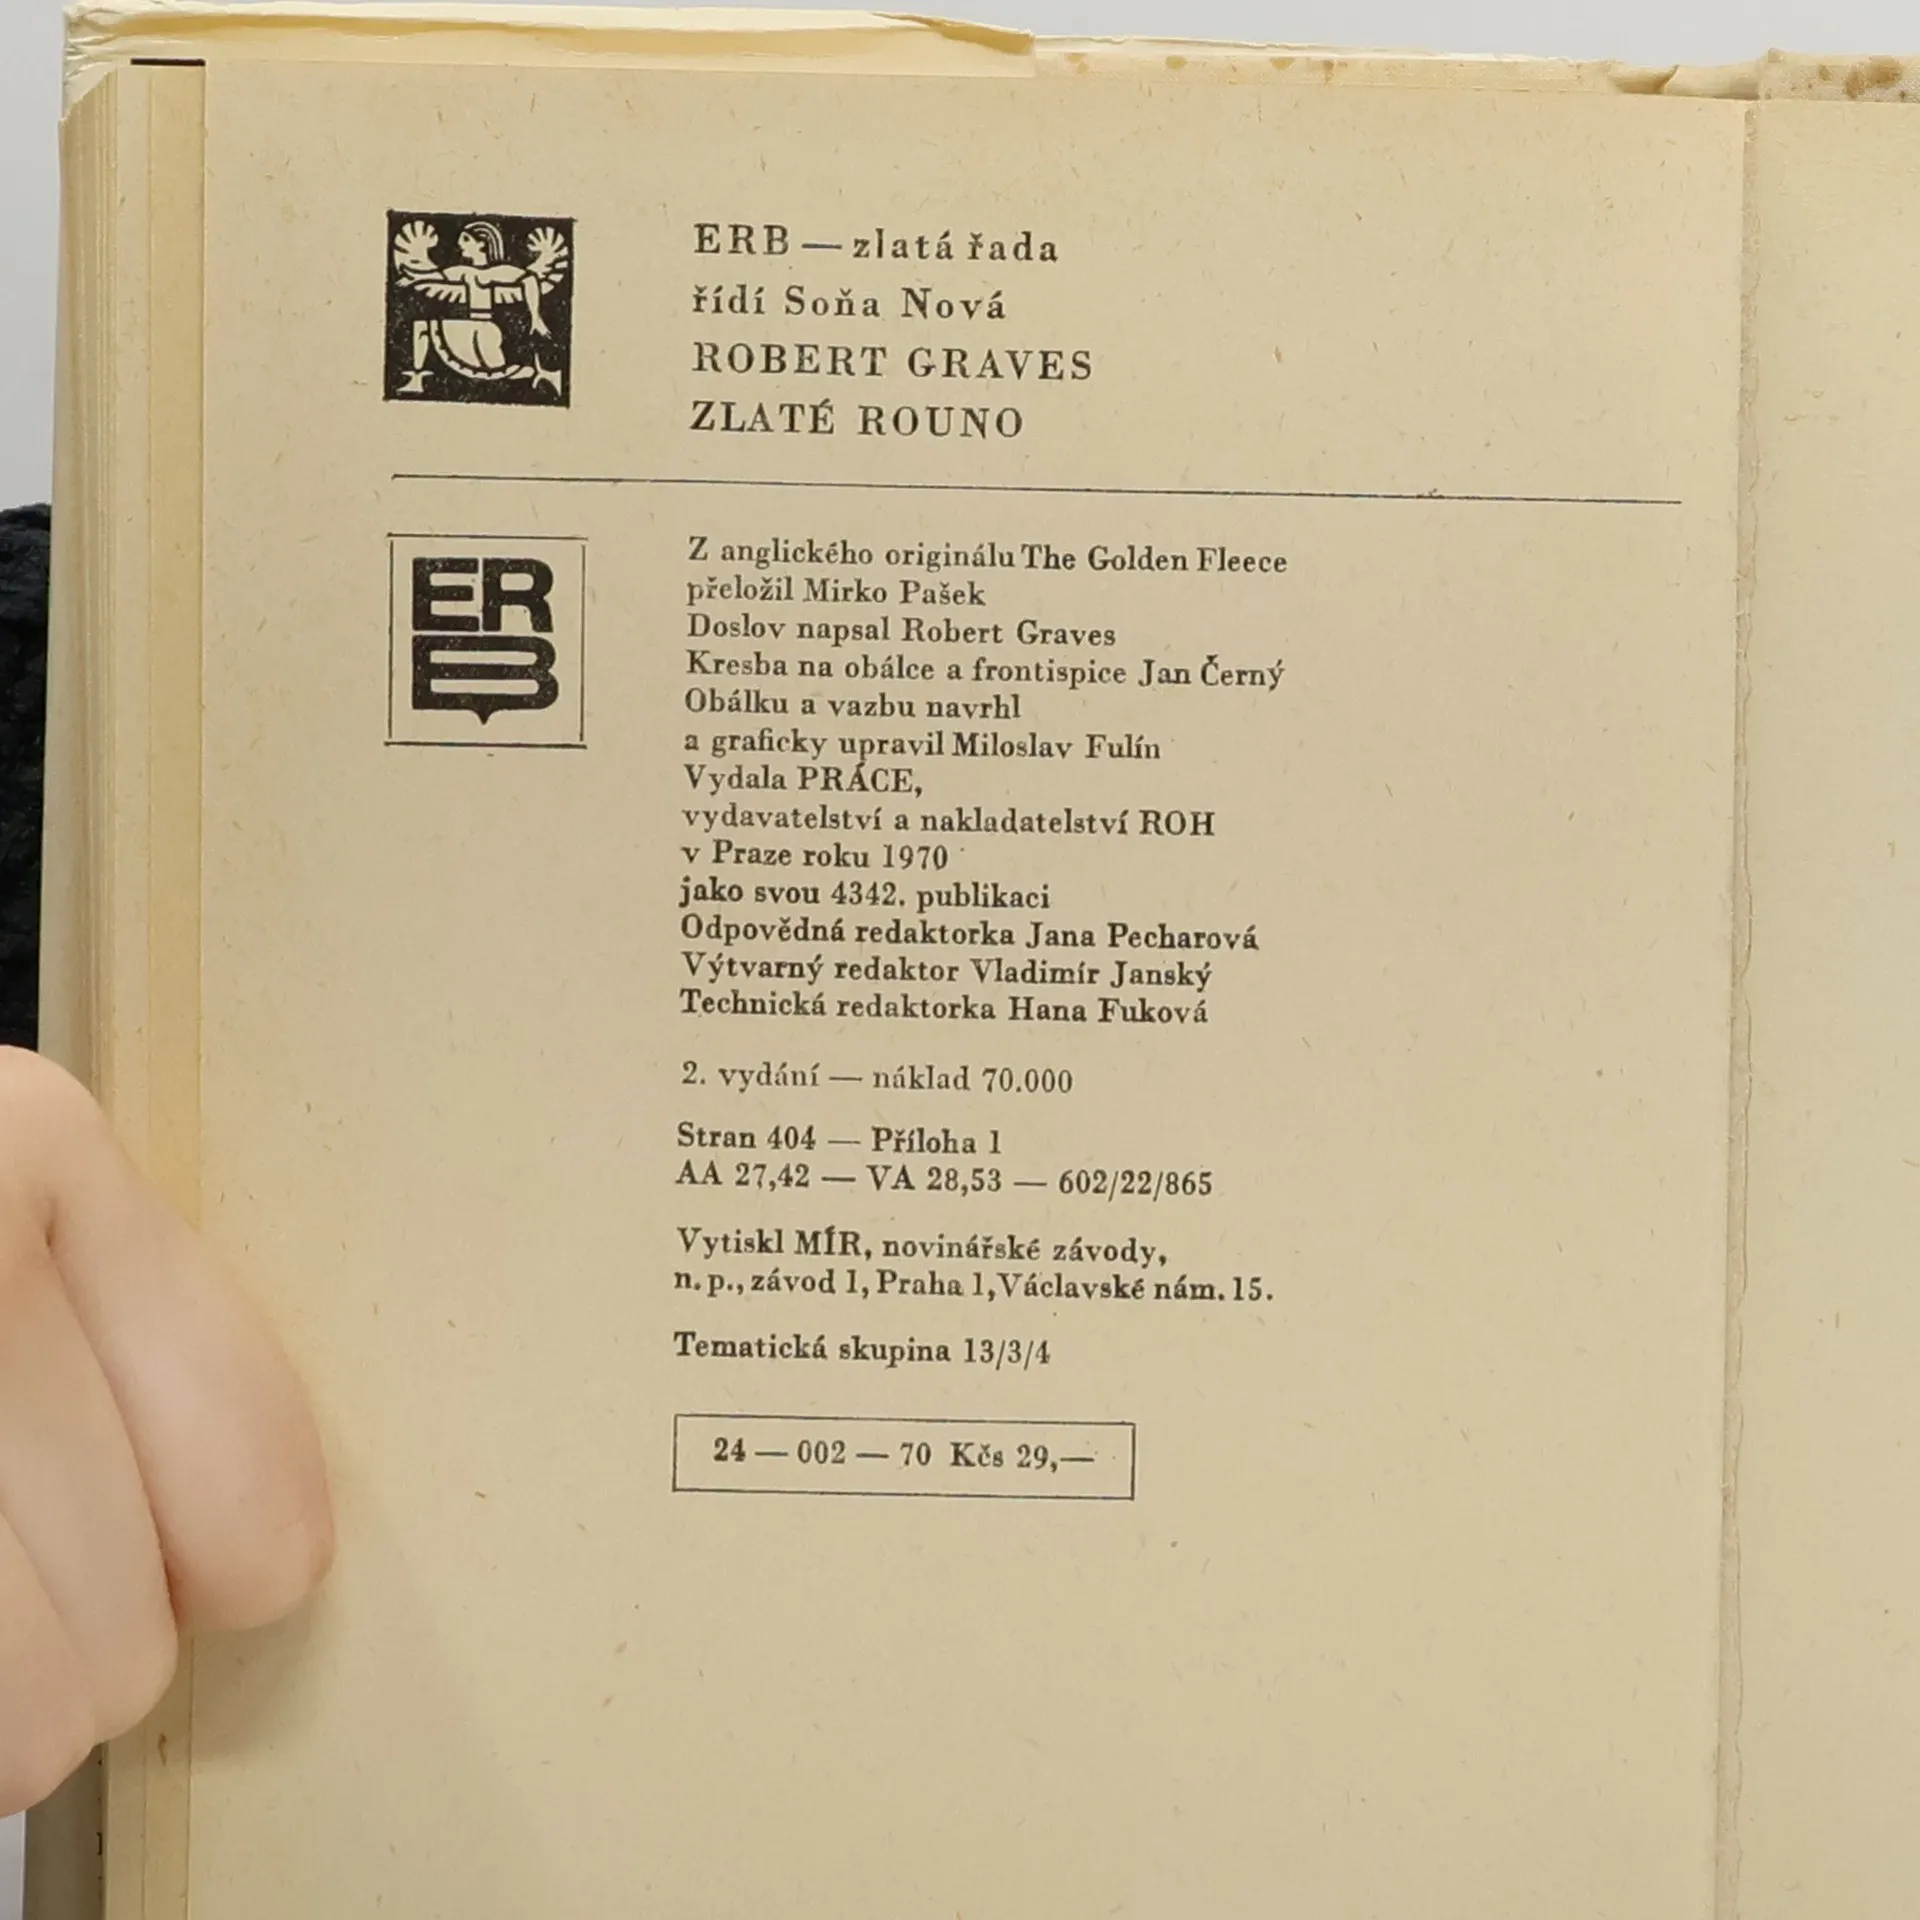 ERB — zlatá řada
řídí Soňa Nová
ROBERT GRAVES
ZLATÉ ROUNO
ER
B
Z anglického originálu The Golden Fleece
přeložil Mirko Pašek
Doslov napsal Robert Graves
Kresba na obálce a frontispice Jan Černý
Obálku a vazbu navrhl
a graficky upravil Miloslav Fulín
Vydala PRÁCE,
vydavatelství a nakladatelství ROH
v Praze roku 1970
jako svou 4342. publikaci
Odpovědná redaktorka Jana Pecharová
Výtvarný redaktor Vladimír Janský
Technická redaktorka Hana Fuková
2. vydání — náklad 70.000
Stran 404 — Příloha 1
AA 27,42 — VA 28,53 — 602/22/865
Vytiskl MÍR, novinářské závody,
n. p., závod 1, Praha 1, Václavské nám. 15.
Tematická skupina 13/3/4
24 — 002 — 70 Kčs 29,—